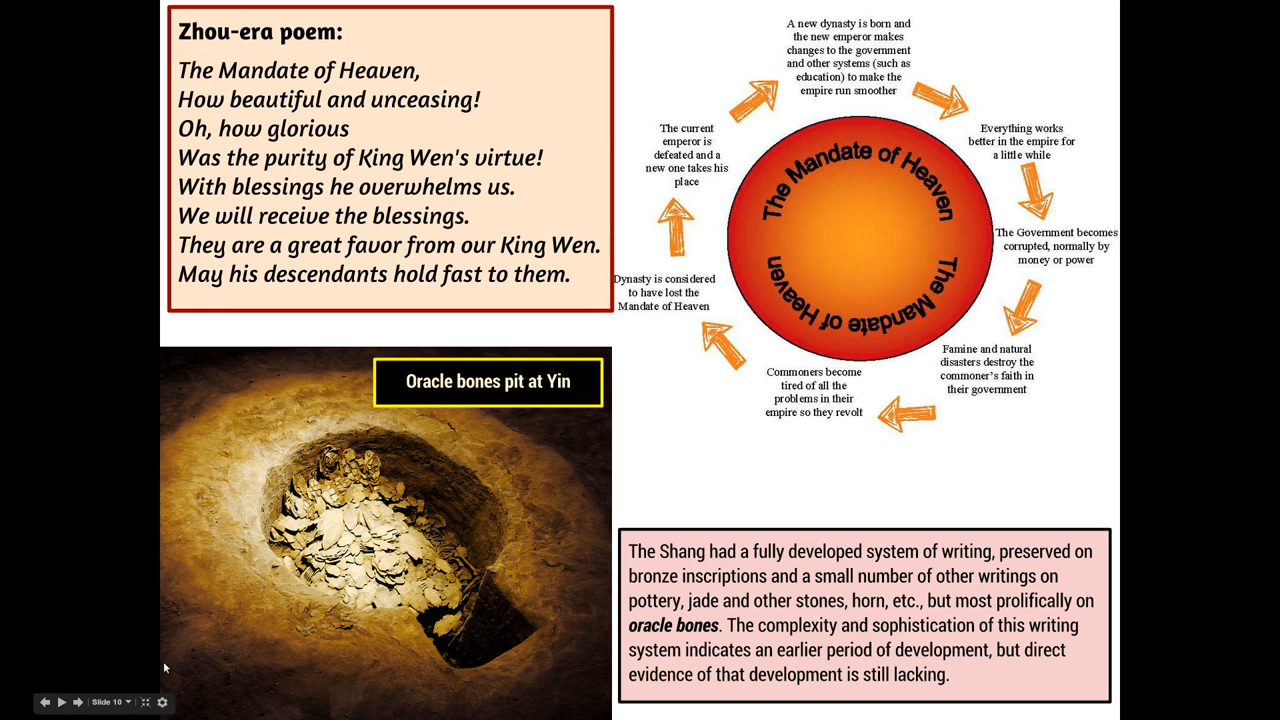 Zhou-era poem:
The Mandate of Heaven,
How beautiful and unceasing!
Oh, how glorious
Was the purity of King Wen's virtue!
With blessings he overwhelms us.
We will receive the blessings.
They are a great favor from our King Wen.
May his descendants hold fast to them.
A new dynasty is born and
the new emperor makes
changes to the government
and other systems (such as
education) to make the
empire run smoother
Everything works
better in the empire for
a little while
The Government becomes
corrupted, normally by
money or power
Famine and natural
disasters destroy the
commoner's faith in
their government
Commoners become
tired of all the
problems in their
empire so they revolt
Dynasty is considered
to have lost the
Mandate of Heaven
The current
emperor is
defeated and a
new one takes his
place
The Mandate of Heaven
The Mandate of Heaven
Oracle bones pit at Yin
The Shang had a fully developed system of writing, preserved on
bronze inscriptions and a small number of other writings on
pottery, jade and other stones, horn, etc., but most prolifically on
oracle bones. The complexity and sophistication of this writing
system indicates an earlier period of development, but direct
evidence of that development is still lacking.
Slide 10